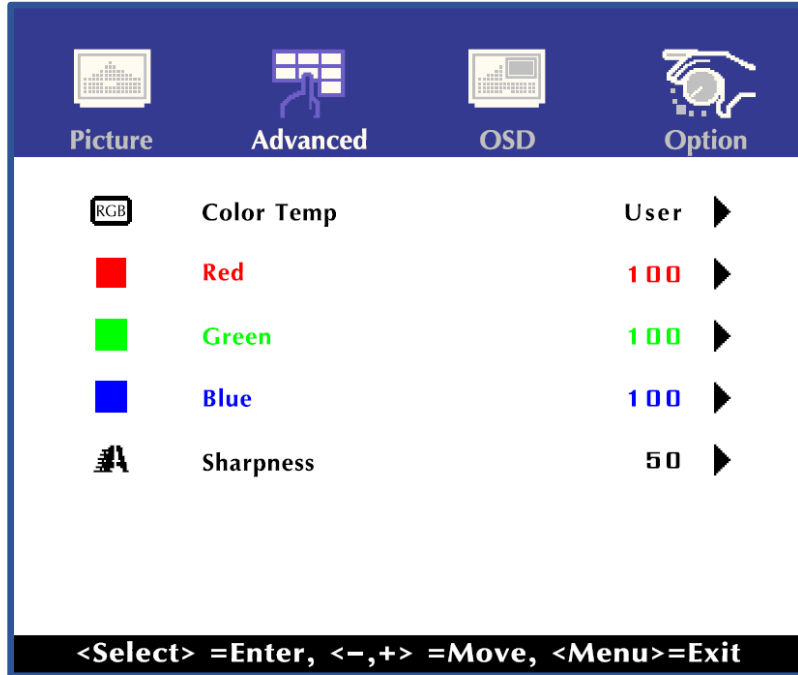 Picture Advanced OSD Option
RGB Color Temp User
Red 100
Green 100
Blue 100
A Sharpness 50
<Select> =Enter, <−,+> =Move, <Menu>=Exit